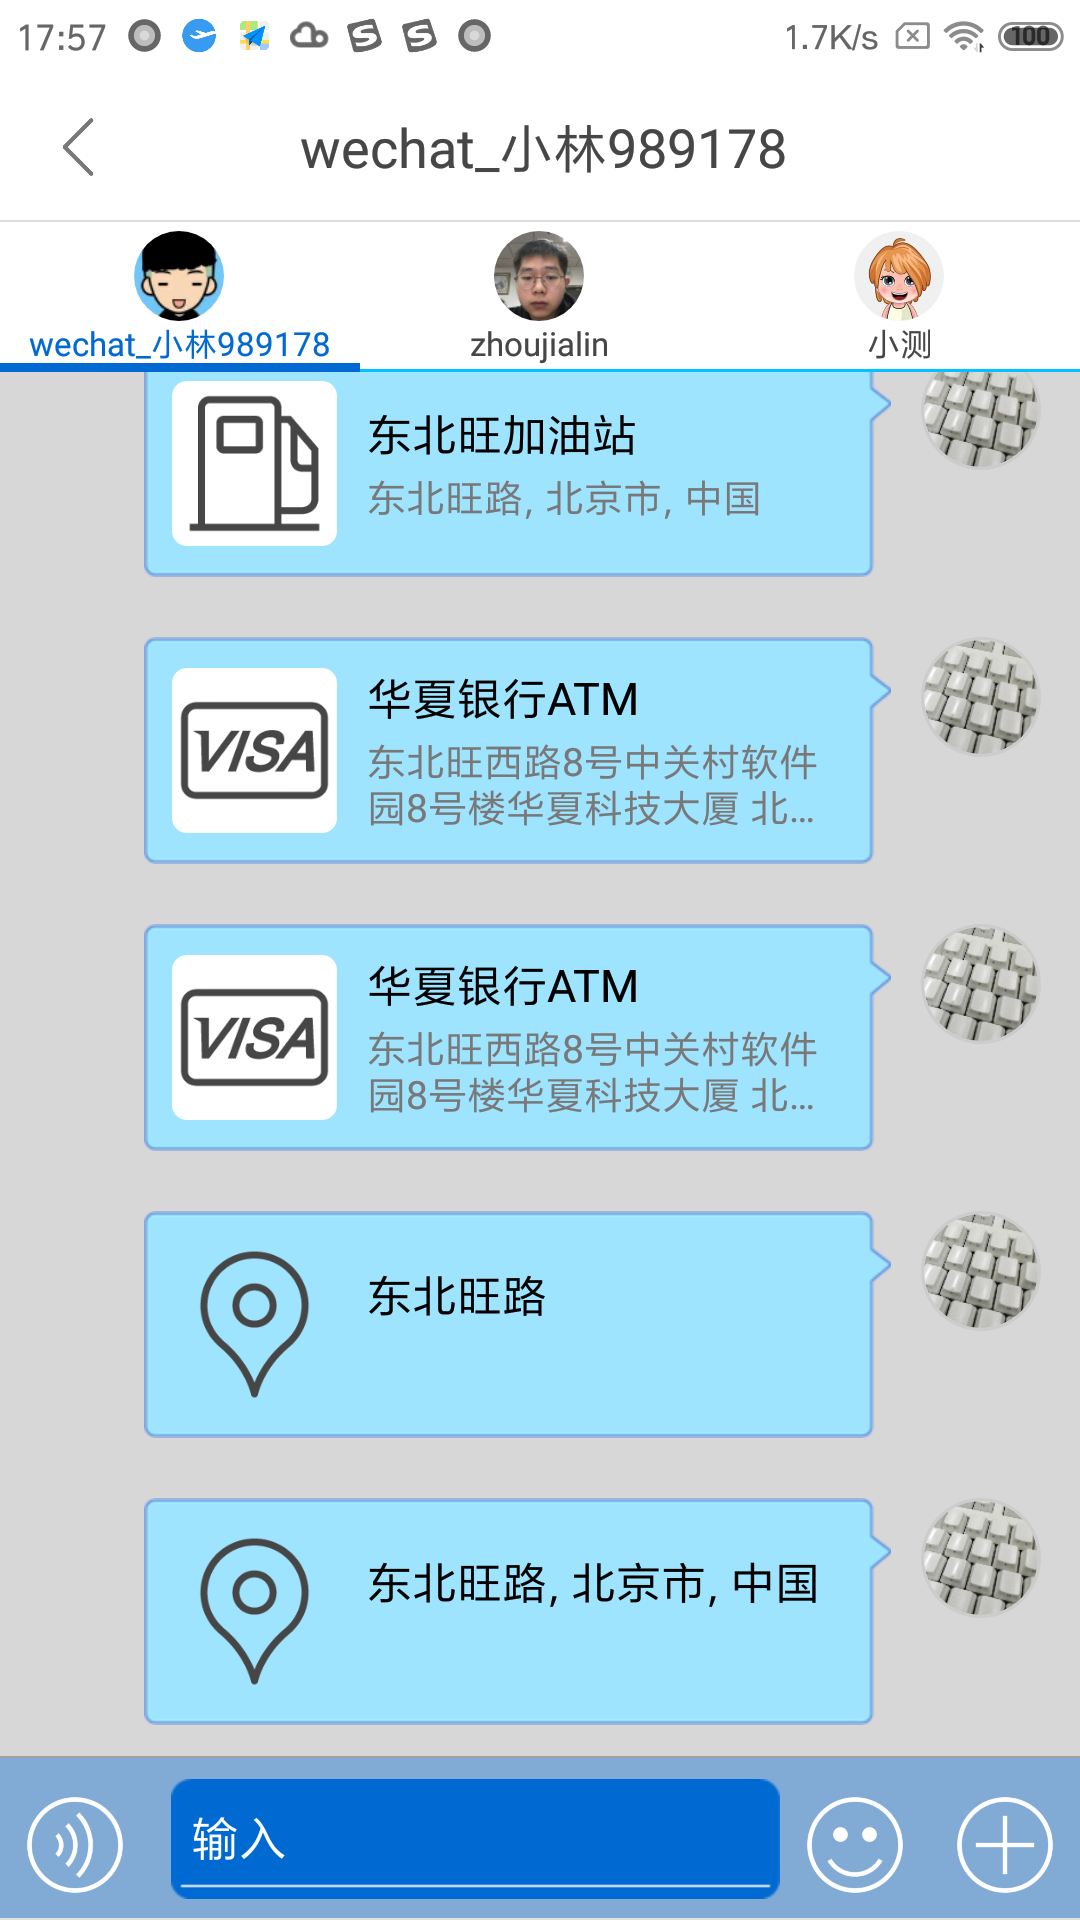 17:57
1.7K/s
100
wechat_小林989178
wechat_小林989178
zhoujialin
小测
东北旺加油站
东北旺路, 北京市, 中国
VISA
华夏银行ATM
东北旺西路8号中关村软件
园8号楼华夏科技大厦 北...
VISA
华夏银行ATM
东北旺西路8号中关村软件
园8号楼华夏科技大厦 北...
东北旺路
东北旺路, 北京市, 中国
输入